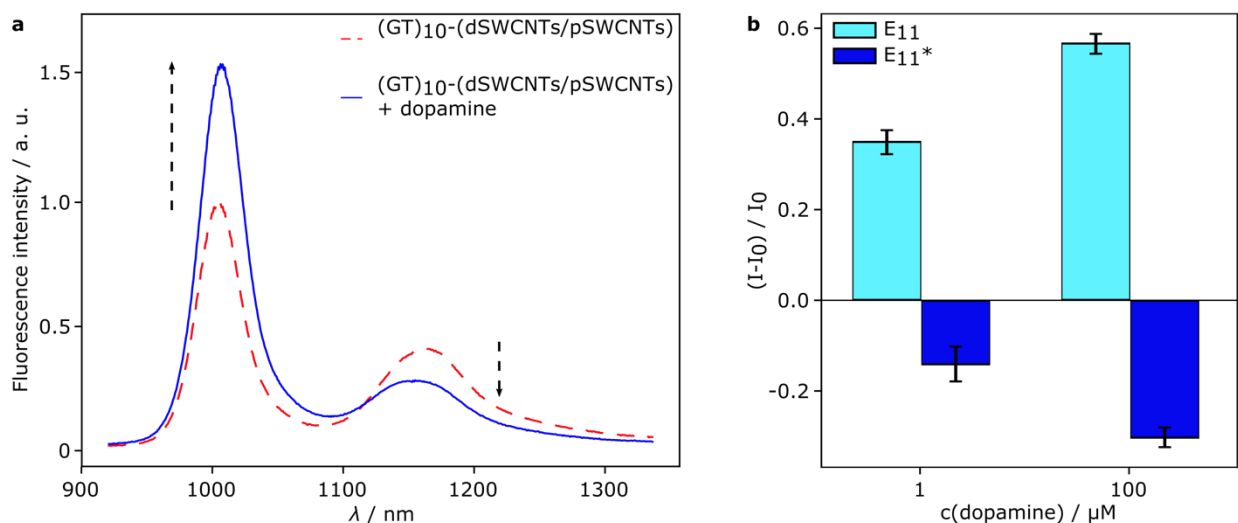 a
(GT)10-(dSWCNTs/pSWCNTs)
(GT)10-(dSWCNTs/pSWCNTs)
+ dopamine
Fluorescence intensity / a. u.
1.5
1.0
0.5
0
900
1000
1100
1200
1300
λ / nm
b
E11
E11*
(I-I0) / I0
0.6
0.4
0.2
0.0
-0.2
1
100
c(dopamine) / μM